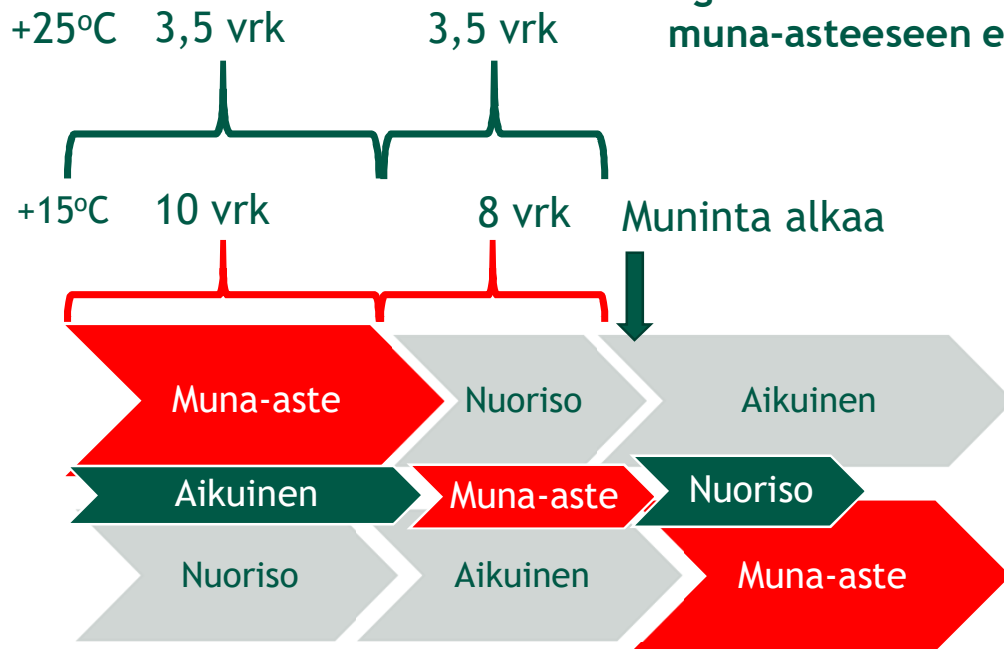 +25ºC 3,5 vrk 3,5 vrk
muna-asteeseen
+15ºC 10 vrk 8 vrk Muninta alkaa
Muna-aste Nuoriso Aikuinen
Aikuinen Muna-aste Nuoriso
Nuoriso Aikuinen Muna-aste